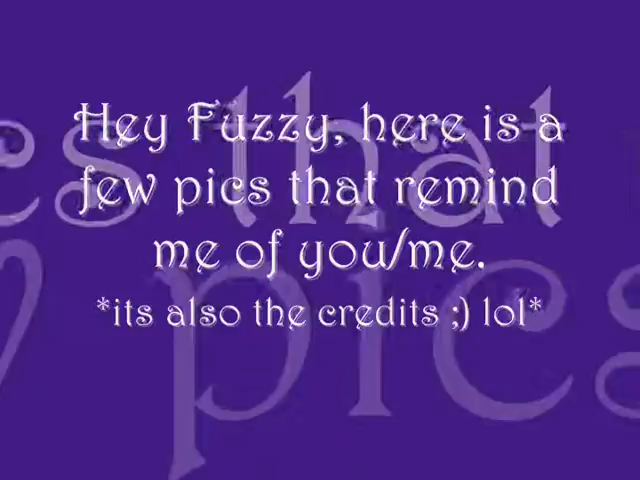 Hey Fuzzy, here is a
few pics that remind
me of you/me.
*its also the credits ;) lol*